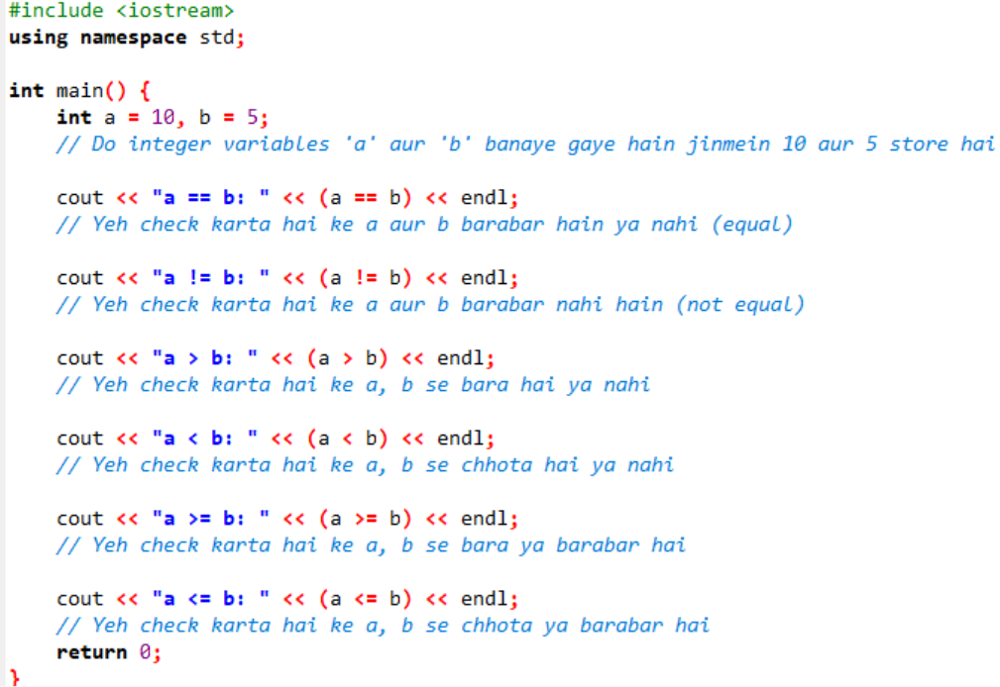 #include <iostream>
using namespace std;
int main() {
int a = 10, b = 5;
// Do integer variables 'a' aur 'b' banaye gaye hain jinmein 10 aur 5 store hai
cout << "a == b: " << (a == b) << endl;
// Yeh check karta hai ke a aur b barabar hain ya nahi (equal)
cout << "a != b: " << (a != b) << endl;
// Yeh check karta hai ke a aur b barabar nahi hain (not equal)
cout << "a > b: " << (a > b) << endl;
// Yeh check karta hai ke a, b se bara hai ya nahi
cout << "a < b: " << (a < b) << endl;
// Yeh check karta hai ke a, b se chhota hai ya nahi
cout << "a >= b: " << (a >= b) << endl;
// Yeh check karta hai ke a, b se bara ya barabar hai
cout << "a <= b: " << (a <= b) << endl;
// Yeh check karta hai ke a, b se chhota ya barabar hai
return 0;
}